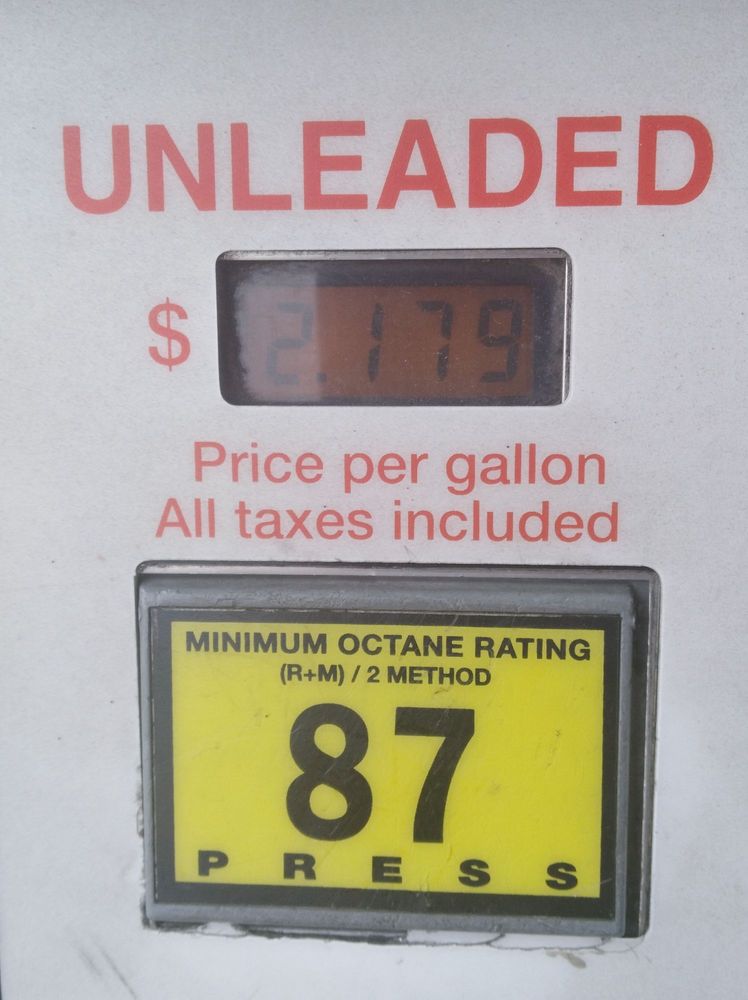 UNLEADED
$ 2.179
Price per gallon
All taxes included
MINIMUM OCTANE RATING
(R+M) / 2 METHOD
87
PRESS